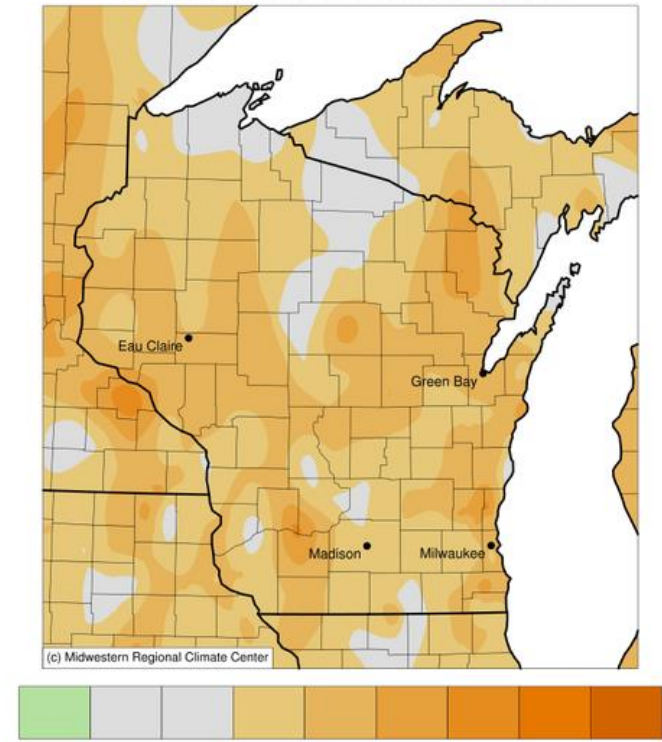 Eau Claire
Green Bay
Madison
Milwaukee
(c) Midwestern Regional Climate Center